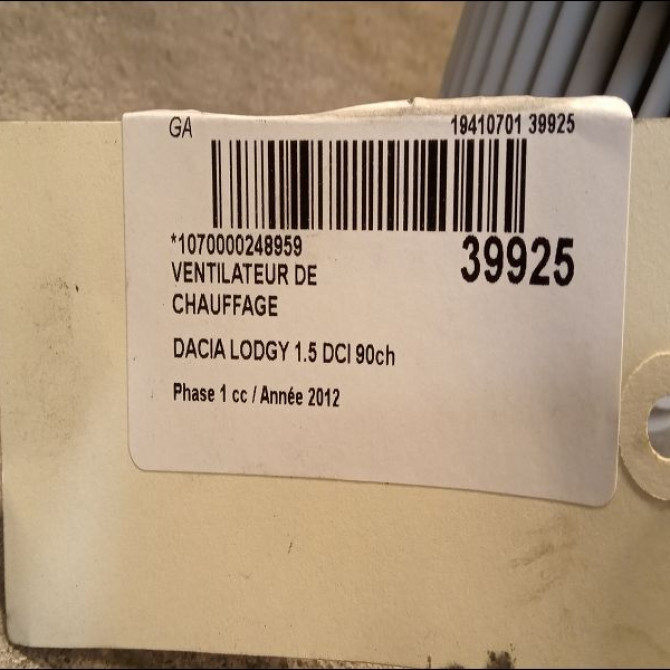 GA 19410701 39925
*1070000248959 39925
VENTILATEUR DE
CHAUFFAGE
DACIA LODGY 1.5 DCI 90ch
Phase 1 cc / Année 2012